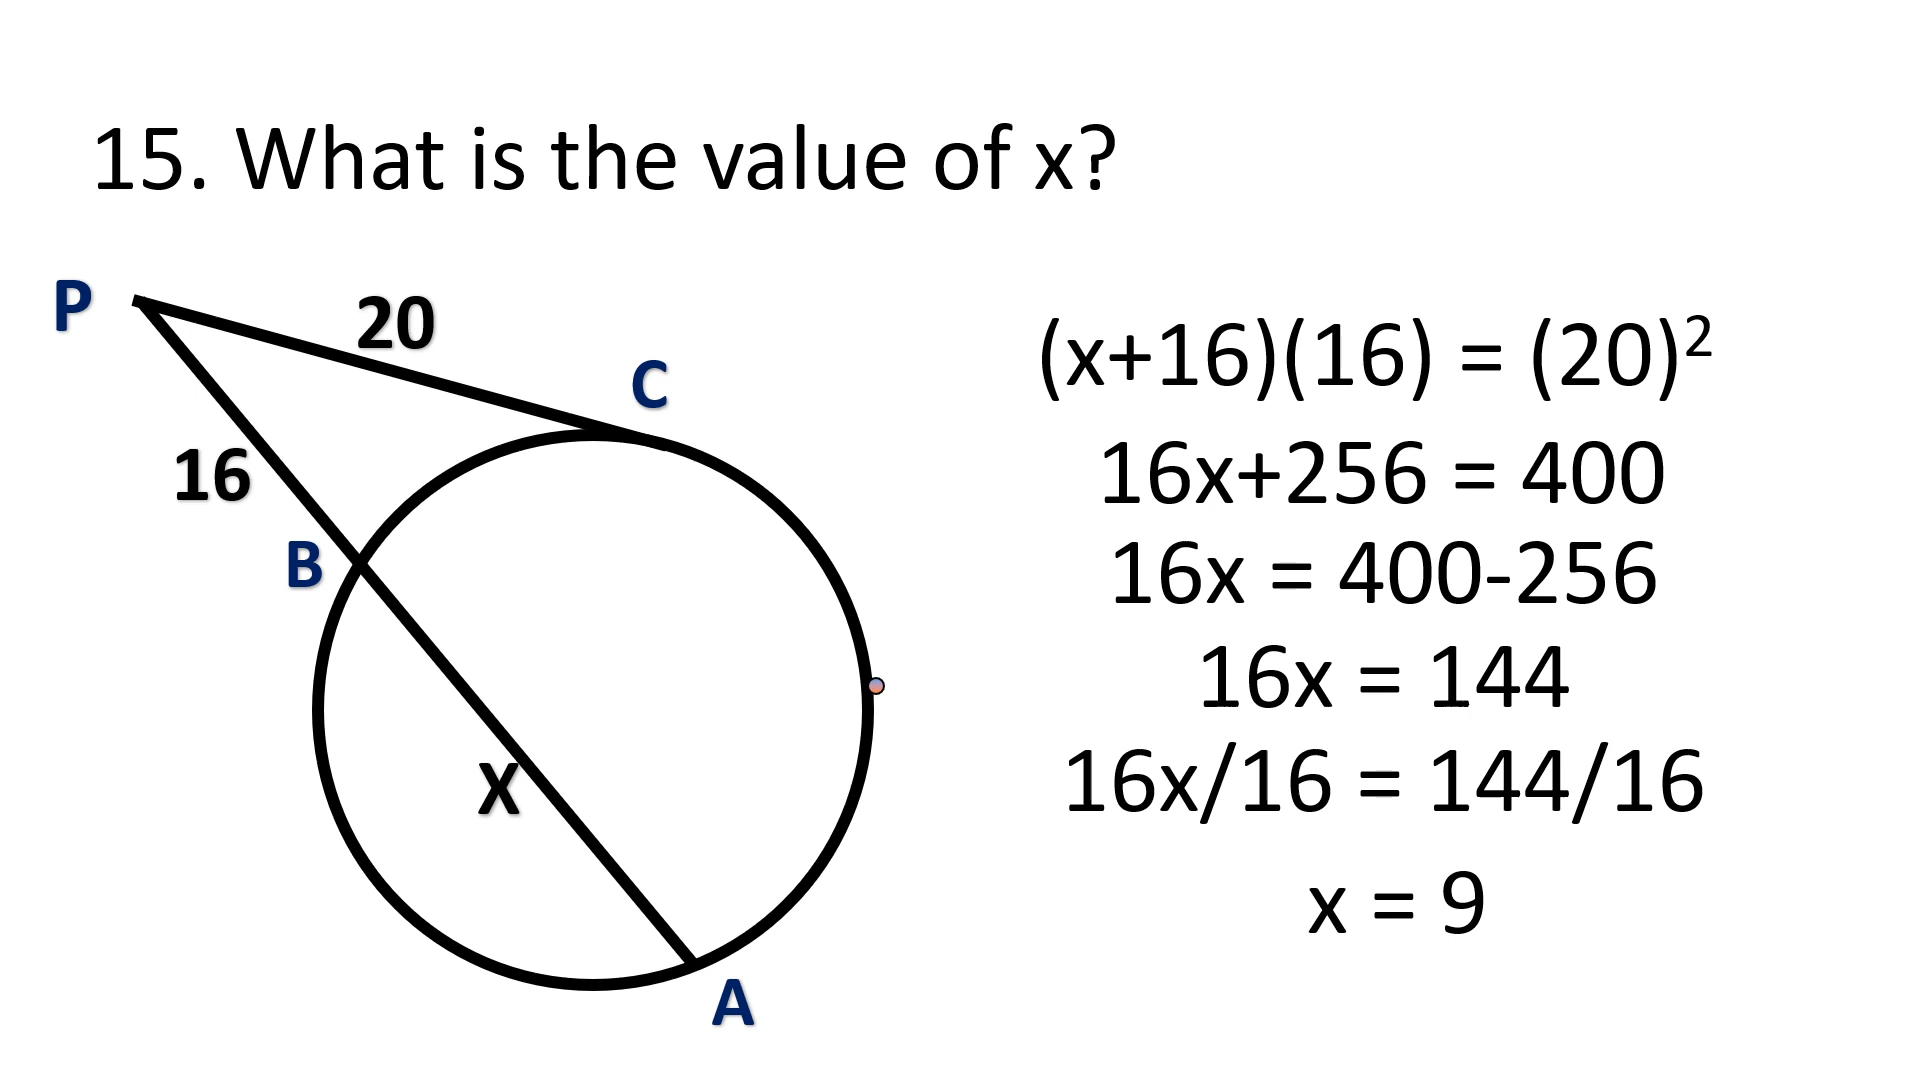 15. What is the value of x?
P
20
C
16
B
X
A
(x+16)(16) = (20)²
16x+256 = 400
16x = 400-256
16x = 144
16x/16 = 144/16
x = 9